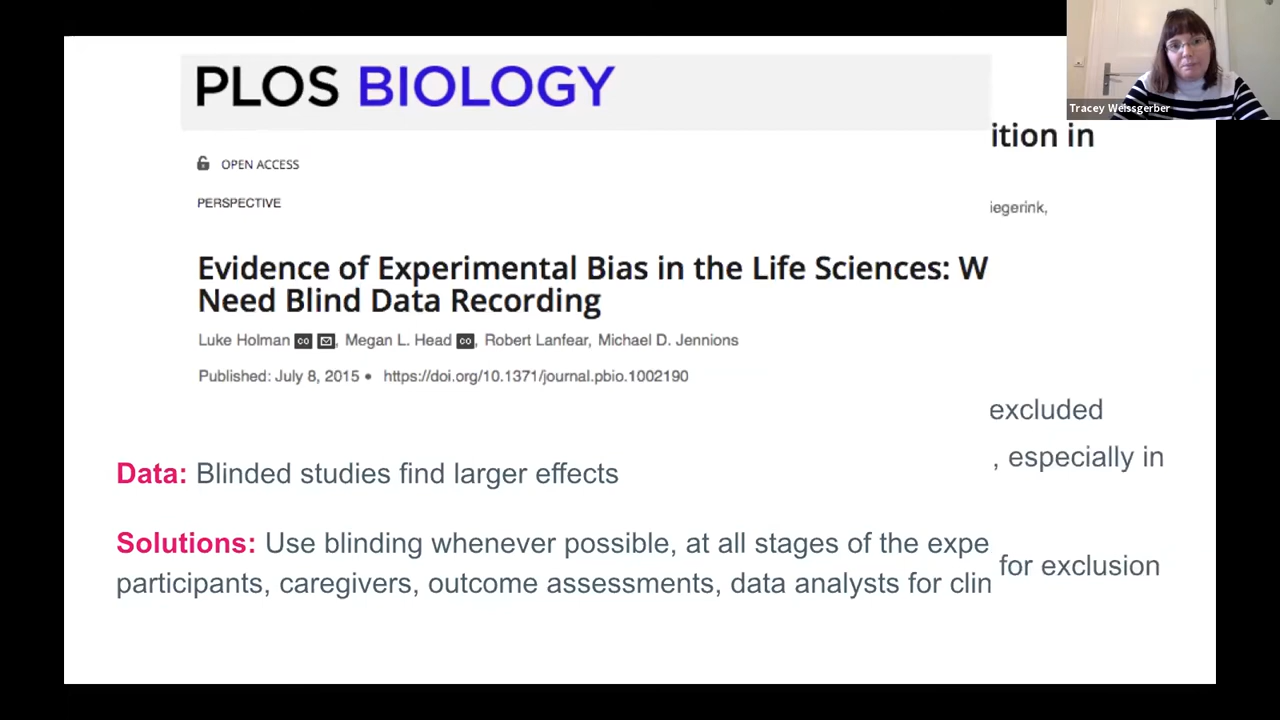 PLOS BIOLOGY
Tracey Weissgerber
ition in
OPEN ACCESS
PERSPECTIVE
iegerink,
Evidence of Experimental Bias in the Life Sciences: W
Need Blind Data Recording
Luke Holman co , Megan L. Head co , Robert Lanfear, Michael D. Jennions
Published: July 8, 2015 • https://doi.org/10.1371/journal.pbio.1002190
excluded
, especially in
Data: Blinded studies find larger effects
Solutions: Use blinding whenever possible, at all stages of the expe
for exclusion
participants, caregivers, outcome assessments, data analysts for clin